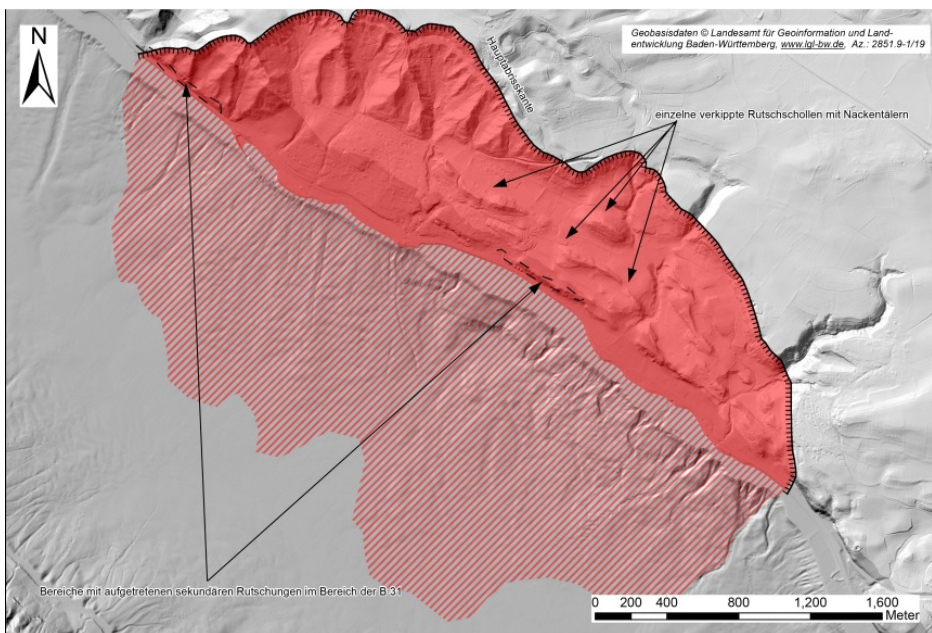 N
Geobasisdaten © Landesamt für Geoinformation und Land-
entwicklung Baden-Württemberg, www.lgl-bw.de, Az.: 2851.9-1/19
Hauptabrisskante
einzelne verkippte Rutschschollen mit Nackentälern
Bereiche mit aufgetretenen sekundären Rutschungen im Bereich der B 31
0 200 400 800 1,200 1,600
Meter